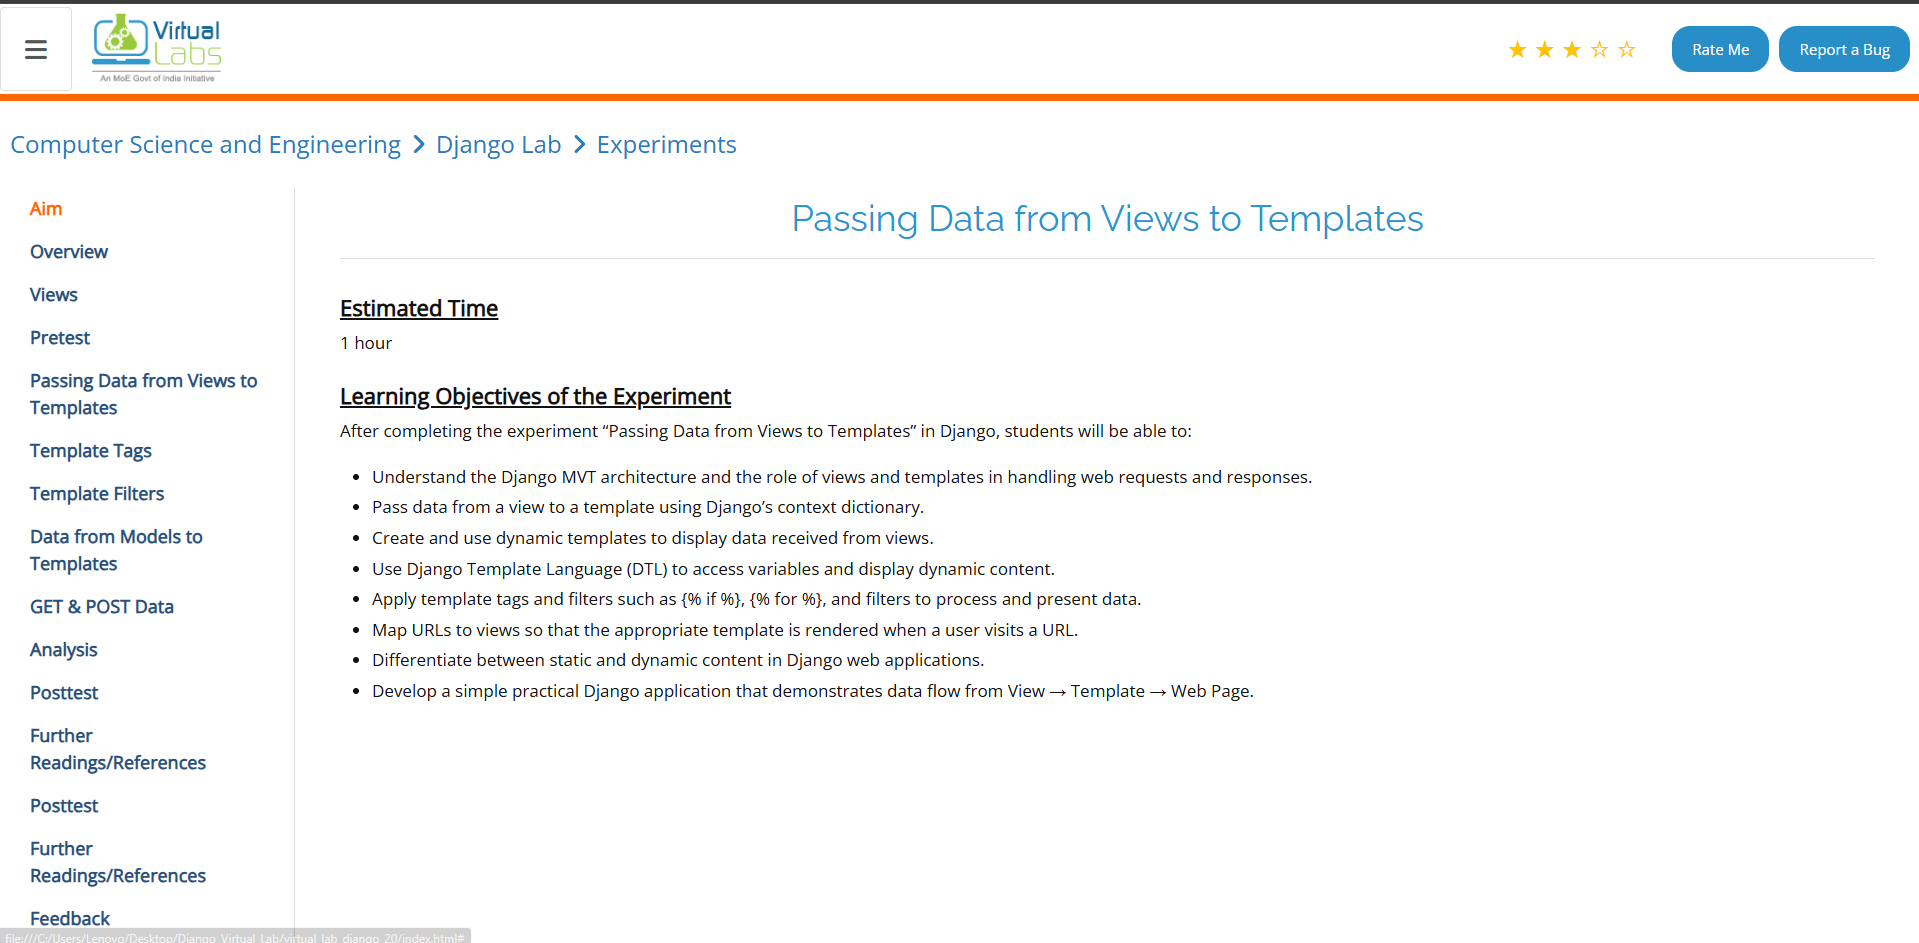 Virtual
Labs
An MoE Govt of India Initiative
Rate Me
Report a Bug
Computer Science and Engineering
Django Lab
Experiments
Aim
Overview
Views
Pretest
Passing Data from Views to
Templates
Template Tags
Template Filters
Data from Models to
Templates
GET & POST Data
Analysis
Posttest
Further
Readings/References
Posttest
Further
Readings/References
Feedback
Passing Data from Views to Templates
Estimated Time
1 hour
Learning Objectives of the Experiment
After completing the experiment “Passing Data from Views to Templates” in Django, students will be able to:
• Understand the Django MVT architecture and the role of views and templates in handling web requests and responses.
• Pass data from a view to a template using Django’s context dictionary.
• Create and use dynamic templates to display data received from views.
• Use Django Template Language (DTL) to access variables and display dynamic content.
• Apply template tags and filters such as {% if %}, {% for %}, and filters to process and present data.
• Map URLs to views so that the appropriate template is rendered when a user visits a URL.
• Differentiate between static and dynamic content in Django web applications.
• Develop a simple practical Django application that demonstrates data flow from View → Template → Web Page.
file:///C:/Users/Lenovo/Desktop/Django_Virtual_Lab/virtual_lab_django_20/index.html#